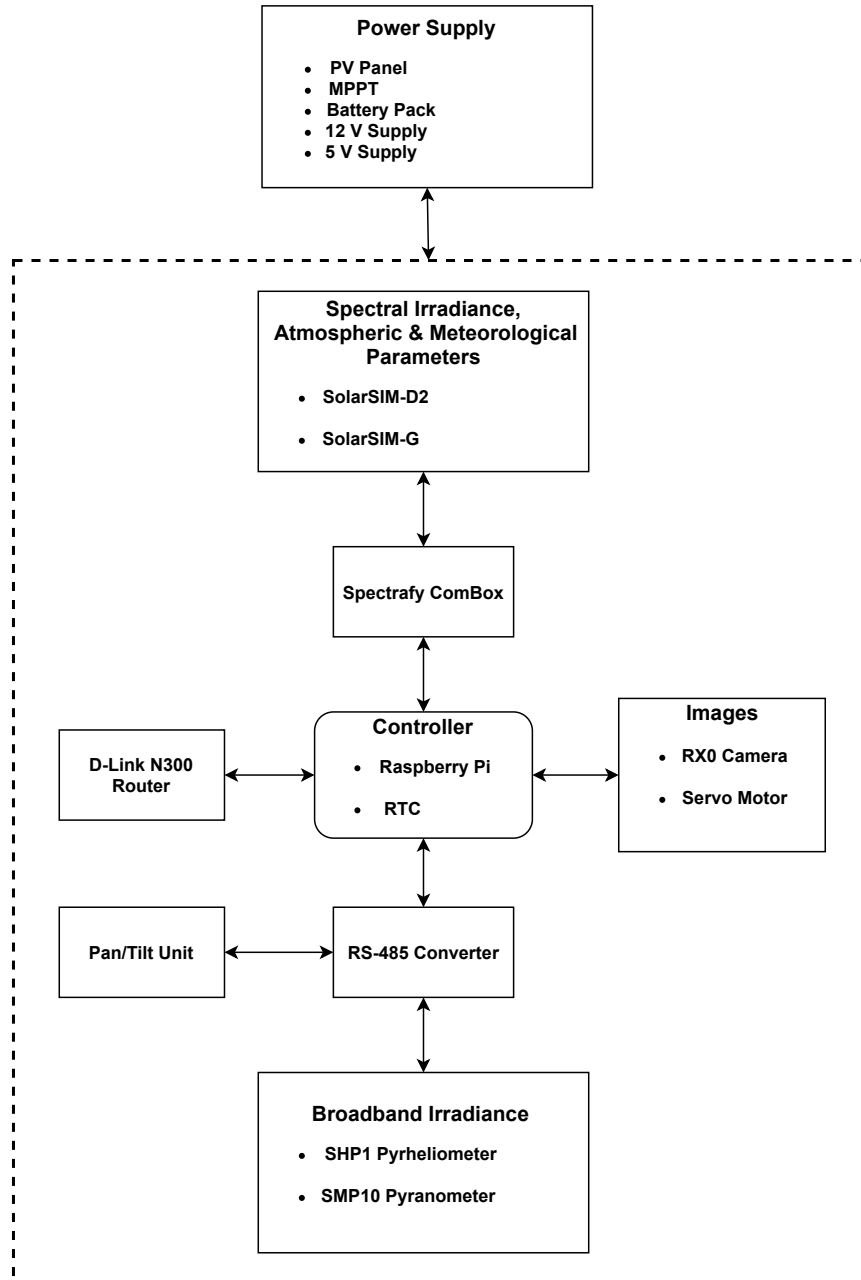 Power Supply
• PV Panel
• MPPT
• Battery Pack
• 12 V Supply
• 5 V Supply
Spectral Irradiance,
Atmospheric & Meteorological
Parameters
• SolarSIM-D2
• SolarSIM-G
Spectrafy ComBox
Controller
• Raspberry Pi
• RTC
Images
• RX0 Camera
• Servo Motor
D-Link N300
Router
Pan/Tilt Unit
RS-485 Converter
Broadband Irradiance
• SHP1 Pyrheliometer
• SMP10 Pyranometer